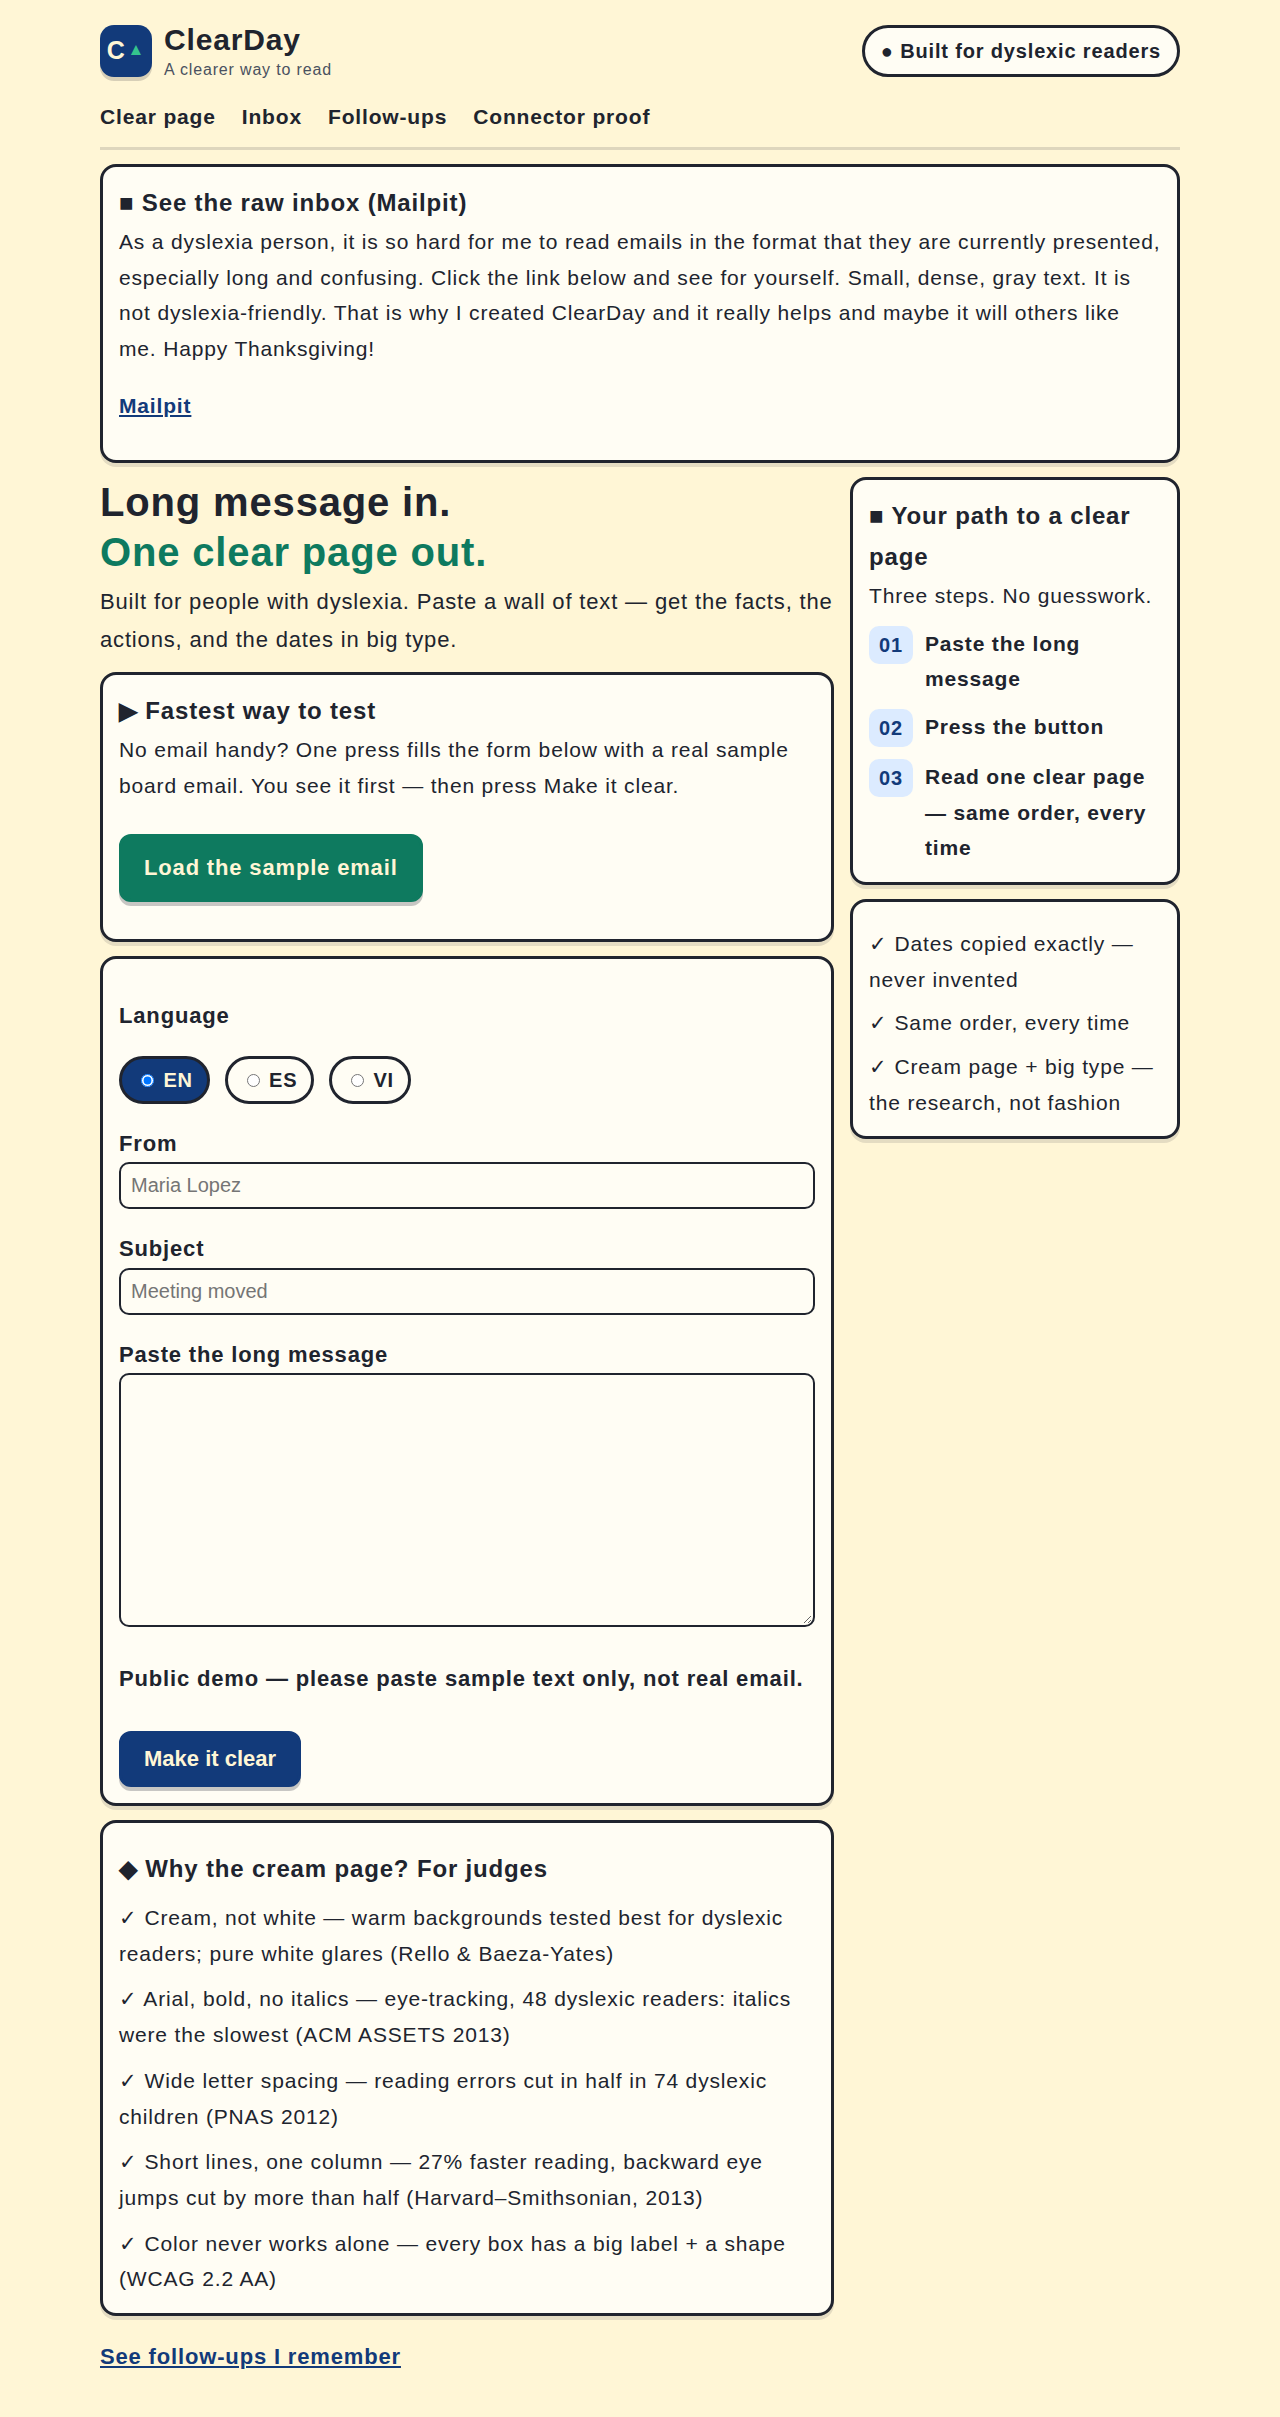 C▲ ClearDay
A clearer way to read
● Built for dyslexic readers
Clear page Inbox Follow-ups Connector proof
■ See the raw inbox (Mailpit)
As a dyslexia person, it is so hard for me to read emails in the format that they are currently presented,
especially long and confusing. Click the link below and see for yourself. Small, dense, gray text. It is
not dyslexia-friendly. That is why I created ClearDay and it really helps and maybe it will others like
me. Happy Thanksgiving!
Mailpit
Long message in.
One clear page out.
Built for people with dyslexia. Paste a wall of text — get the facts, the
actions, and the dates in big type.
▶ Fastest way to test
No email handy? One press fills the form below with a real sample
board email. You see it first — then press Make it clear.
Load the sample email
Language
EN ES VI
From
Maria Lopez
Subject
Meeting moved
Paste the long message
Public demo — please paste sample text only, not real email.
Make it clear
◆ Why the cream page? For judges
✓ Cream, not white — warm backgrounds tested best for dyslexic
readers; pure white glares (Rello & Baeza-Yates)
✓ Arial, bold, no italics — eye-tracking, 48 dyslexic readers: italics
were the slowest (ACM ASSETS 2013)
✓ Wide letter spacing — reading errors cut in half in 74 dyslexic
children (PNAS 2012)
✓ Short lines, one column — 27% faster reading, backward eye
jumps cut by more than half (Harvard–Smithsonian, 2013)
✓ Color never works alone — every box has a big label + a shape
(WCAG 2.2 AA)
See follow-ups I remember
■ Your path to a clear
page
Three steps. No guesswork.
01 Paste the long
message
02 Press the button
03 Read one clear page
— same order, every
time
✓ Dates copied exactly —
never invented
✓ Same order, every time
✓ Cream page + big type —
the research, not fashion